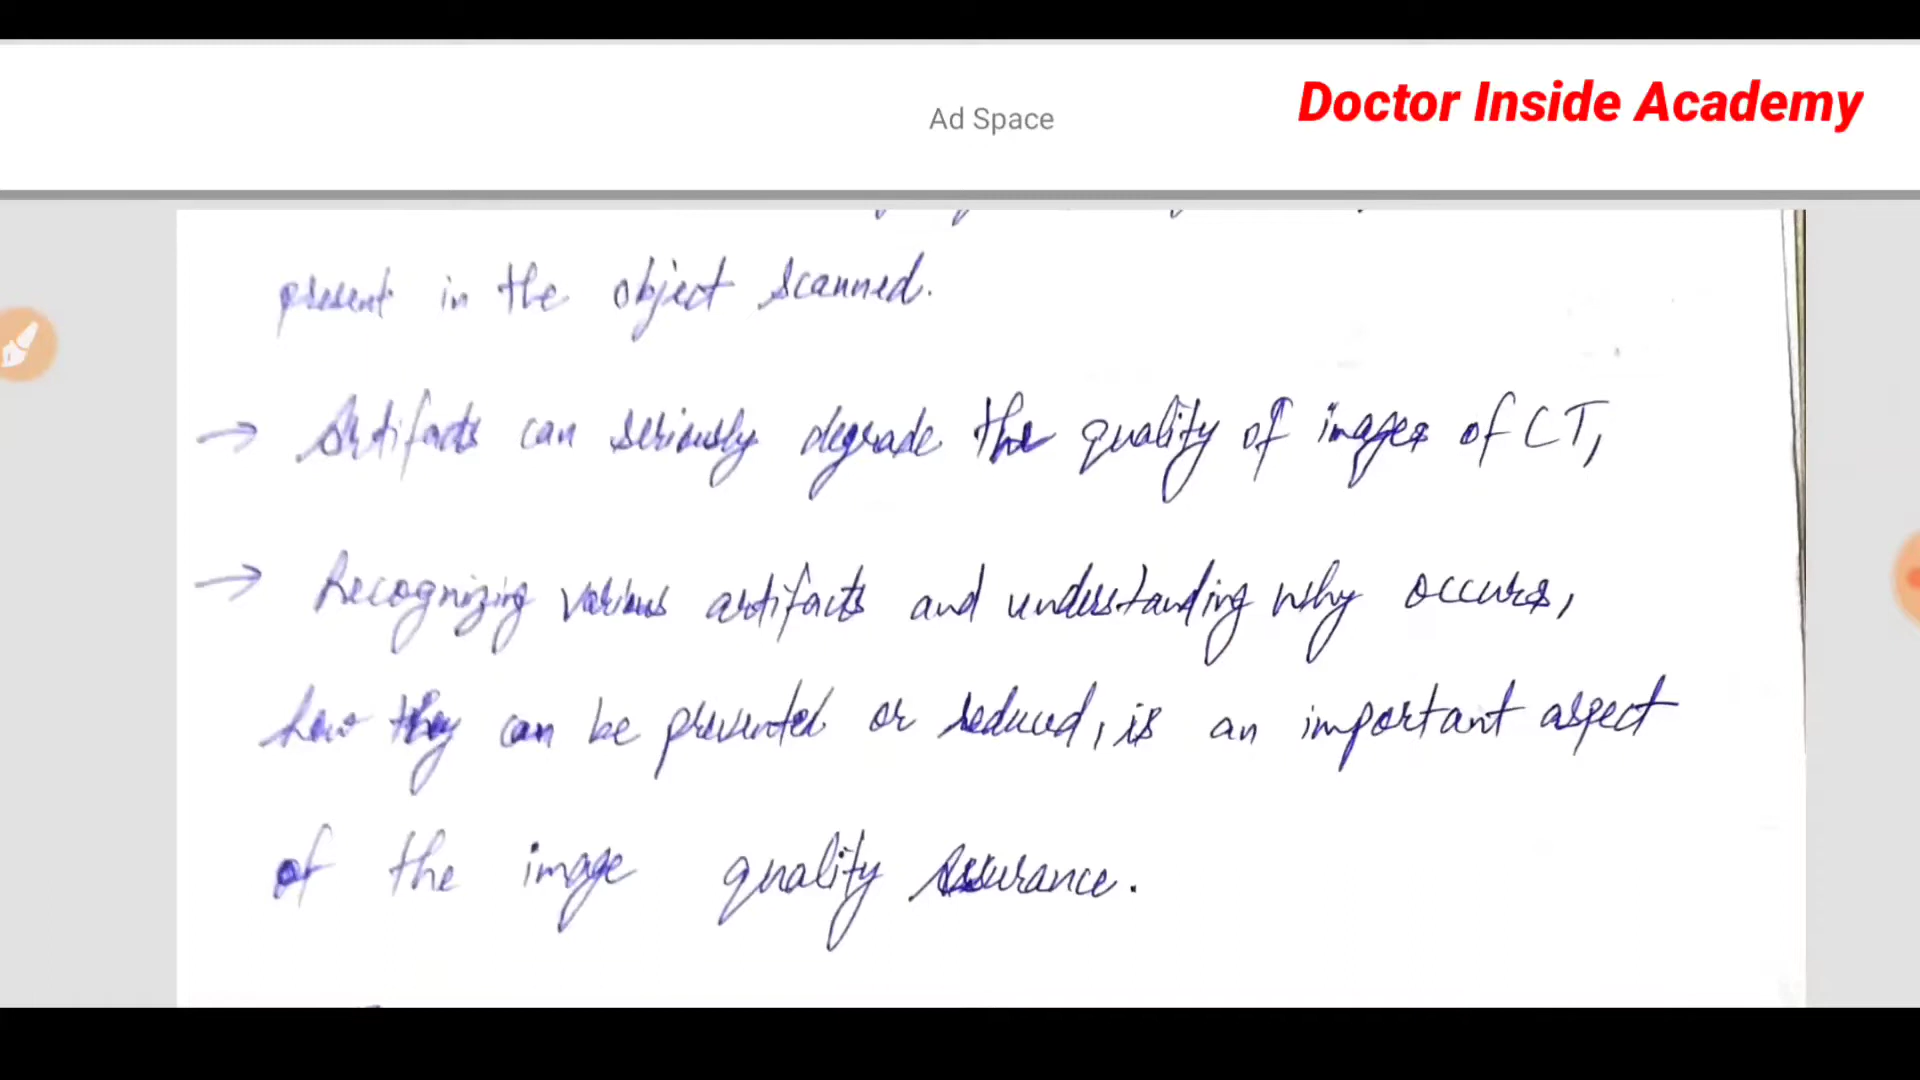 Doctor Inside Academy
Ad Space
present in the object scanned.
→ Artifacts can seriously degrade the quality of images of CT,
→ Recognizing various artifacts and understanding why occurs,
how they can be prevented or reduced, is an important aspect
of the image quality assurance.